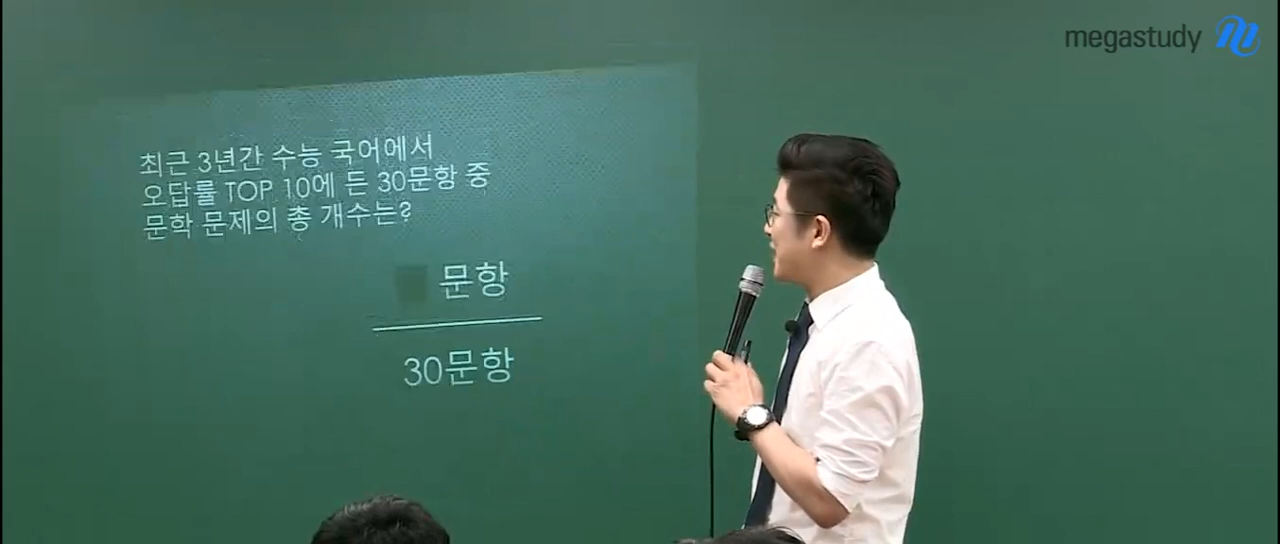 megastudy
최근 3년간 수능 국어에서
오답률 TOP 10에 든 30문항 중
문학 문제의 총 개수는?
문항
30문항